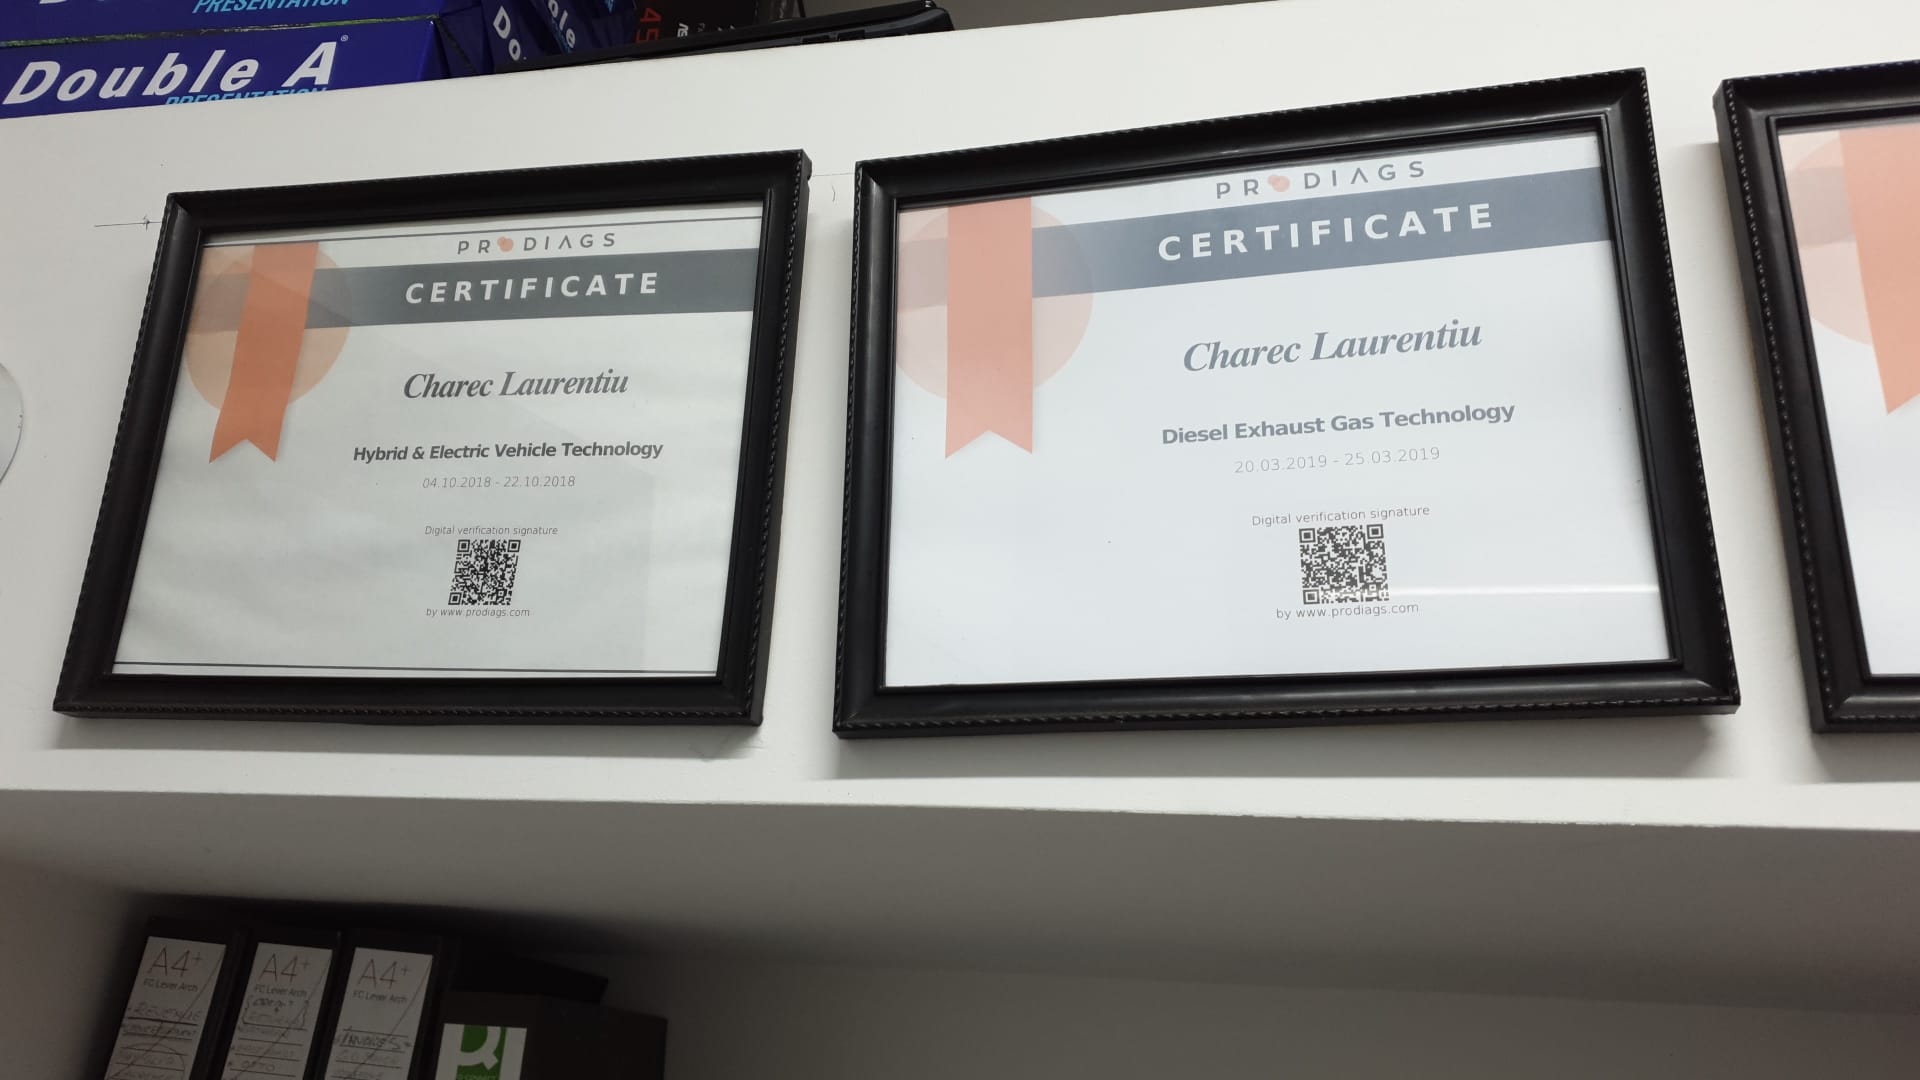 PRESENTATION
Double A
PRESENTATION
PRODIAGS
CERTIFICATE
Charec Laurentiu
Hybrid & Electric Vehicle Technology
04.10.2018 - 22.10.2018
Digital verification signature
by www.prodiags.com
PRODIAGS
CERTIFICATE
Charec Laurentiu
Diesel Exhaust Gas Technology
20.03.2019 - 25.03.2019
Digital verification signature
by www.prodiags.com
A4+
FC Lever Arch
A4+
FC Lever Arch
A4+
FC Lever Arch
INVOICES